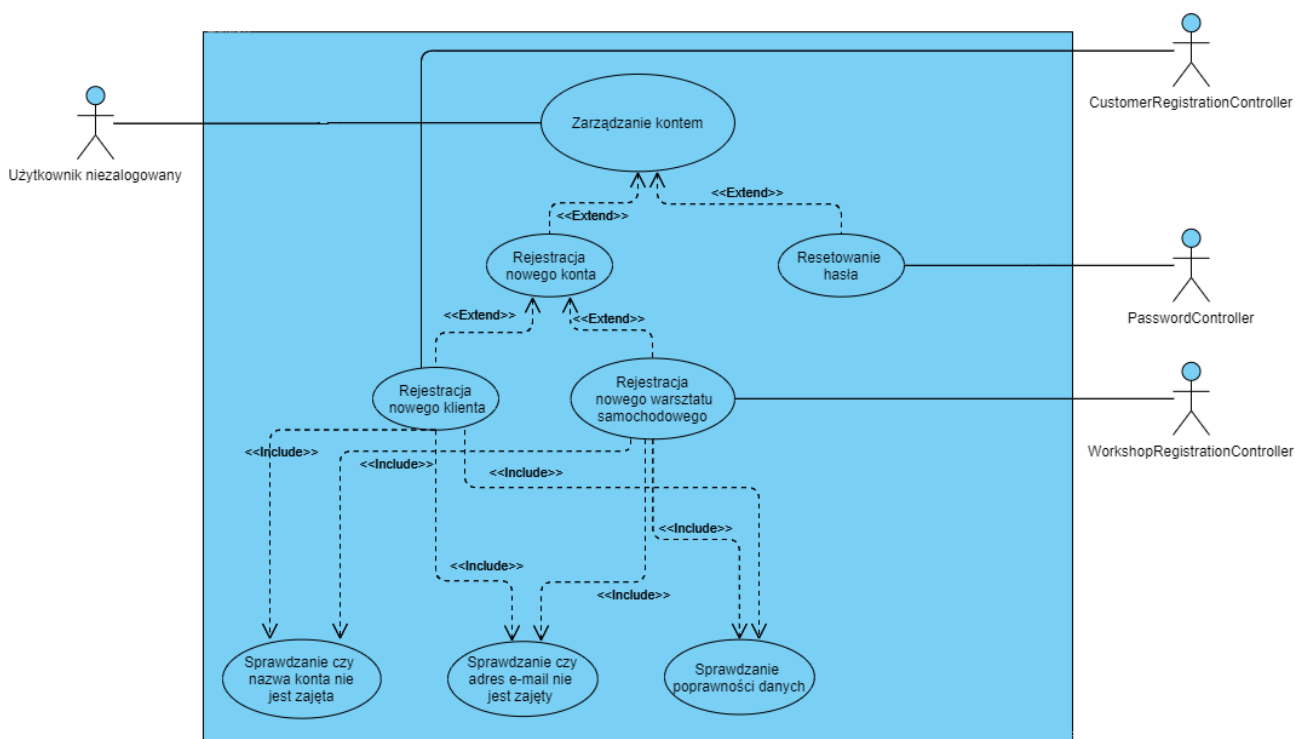 CustomerRegistrationController
Zarządzanie kontem
Użytkownik niezalogowany
<<Extend>>
<<Extend>>
Rejestracja
nowego konta
Resetowanie
hasła
PasswordController
<<Extend>>
<<Extend>>
Rejestracja
nowego klienta
Rejestracja
nowego warsztatu
samochodowego
WorkshopRegistrationController
<<Include>>
<<Include>>
<<Include>>
<<Include>>
<<Include>>
<<Include>>
Sprawdzanie czy
nazwa konta nie
jest zajęta
Sprawdzanie czy
adres e-mail nie
jest zajęty
Sprawdzanie
poprawności danych